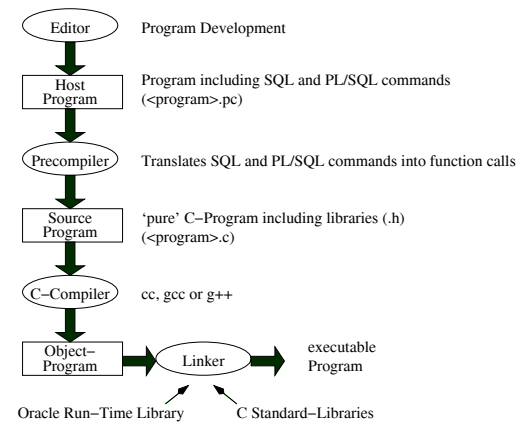 Editor Program Development
Host
Program
Program including SQL and PL/SQL commands
(<program>.pc)
Precompiler Translates SQL and PL/SQL commands into function calls
Source
Program
‘pure’ C−Program including libraries (.h)
(<program>.c)
C−Compiler cc, gcc or g++
Object−
Program
Linker
executable
Program
Oracle Run−Time Library C Standard−Libraries